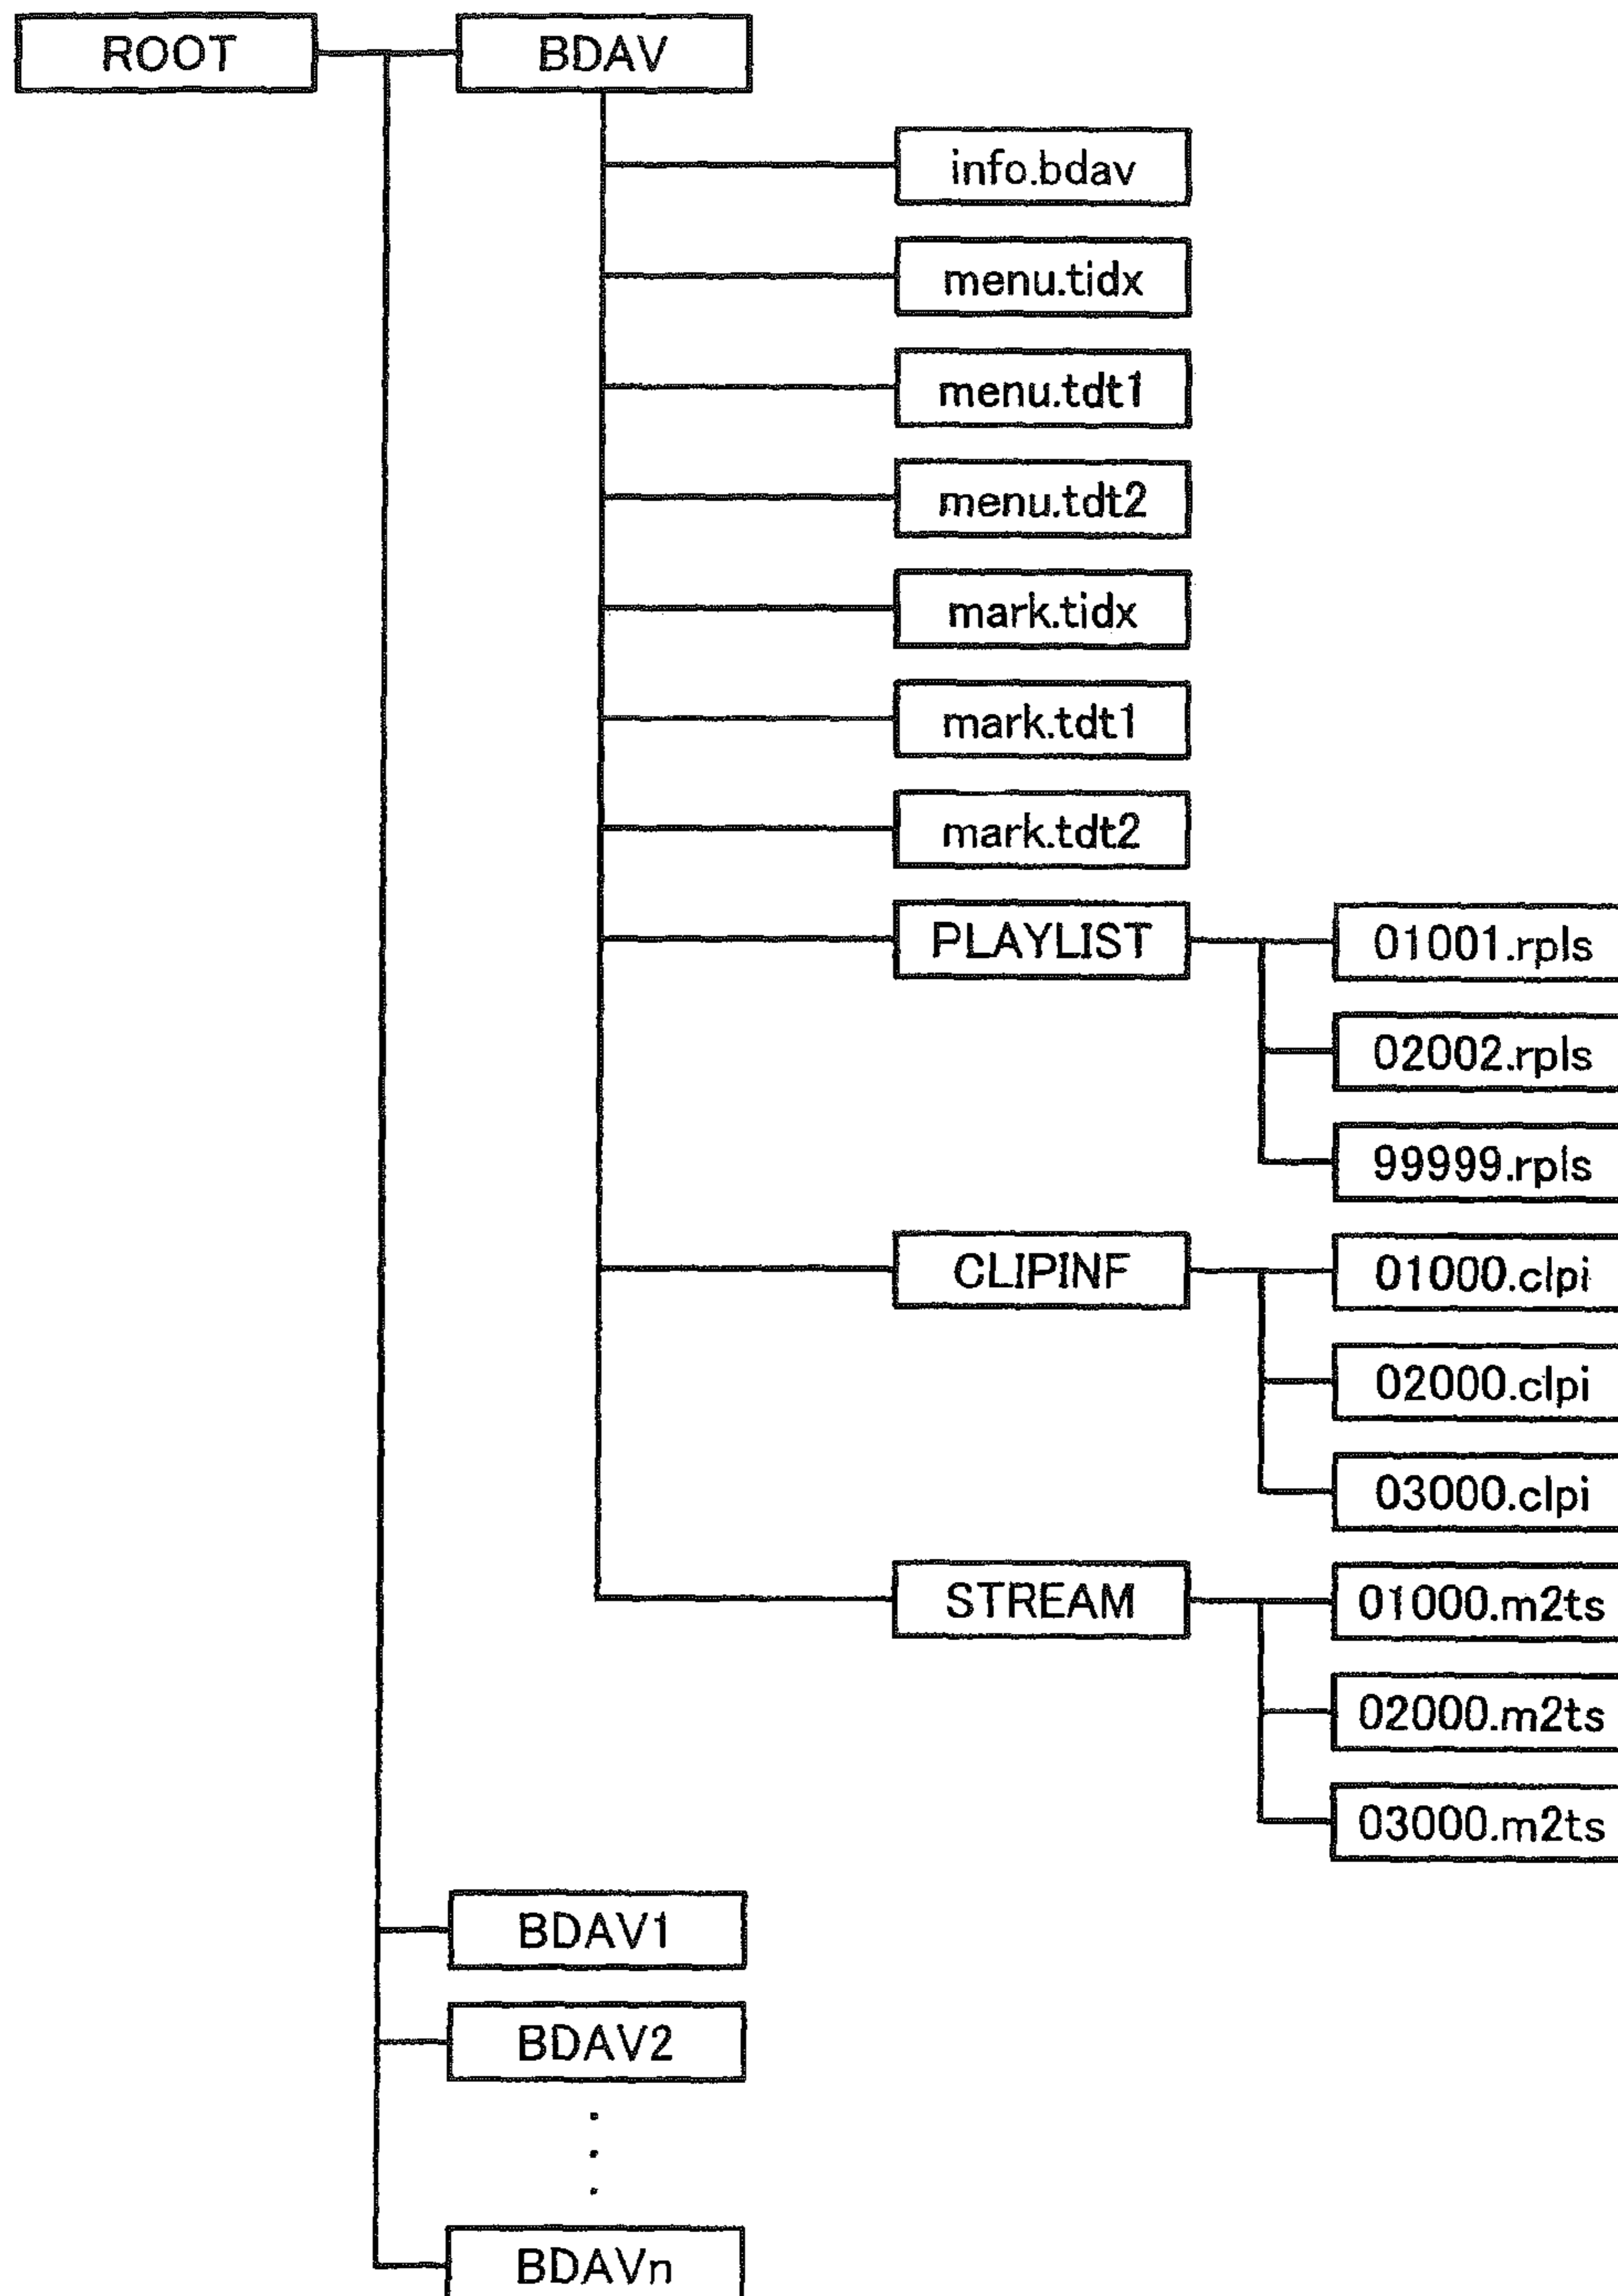 ROOT
BDAV
info.bdav
menu.tidx
menu.tdt1
menu.tdt2
mark.tidx
mark.tdt1
mark.tdt2
PLAYLIST
01001.rpls
02002.rpls
99999.rpls
CLIPINF
01000.clpi
02000.clpi
03000.clpi
STREAM
01000.m2ts
02000.m2ts
03000.m2ts
BDAV1
BDAV2
.
.
.
BDAVn